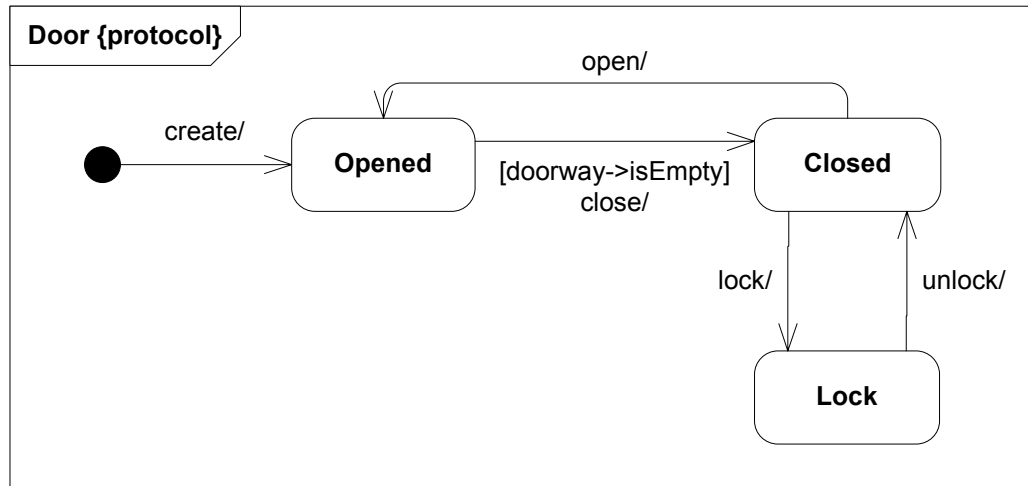 Door {protocol}
open/
create/
Opened
[doorway->isEmpty]
close/
Closed
lock/
unlock/
Lock